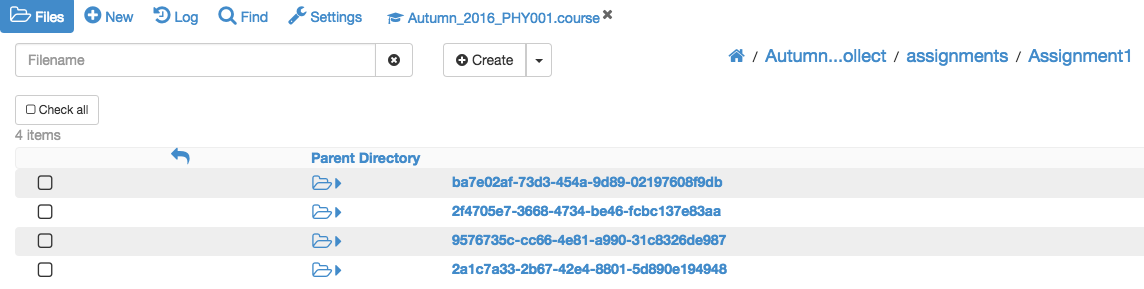 Files New Log Find Settings Autumn_2016_PHY001.course
Filename Create / Autumn...ollect / assignments / Assignment1
Check all
4 items
Parent Directory
ba7e02af-73d3-454a-9d89-02197608f9db
2f4705e7-3668-4734-be46-fcbc137e83aa
9576735c-cc66-4e81-a990-31c8326de987
2a1c7a33-2b67-42e4-8801-5d890e194948